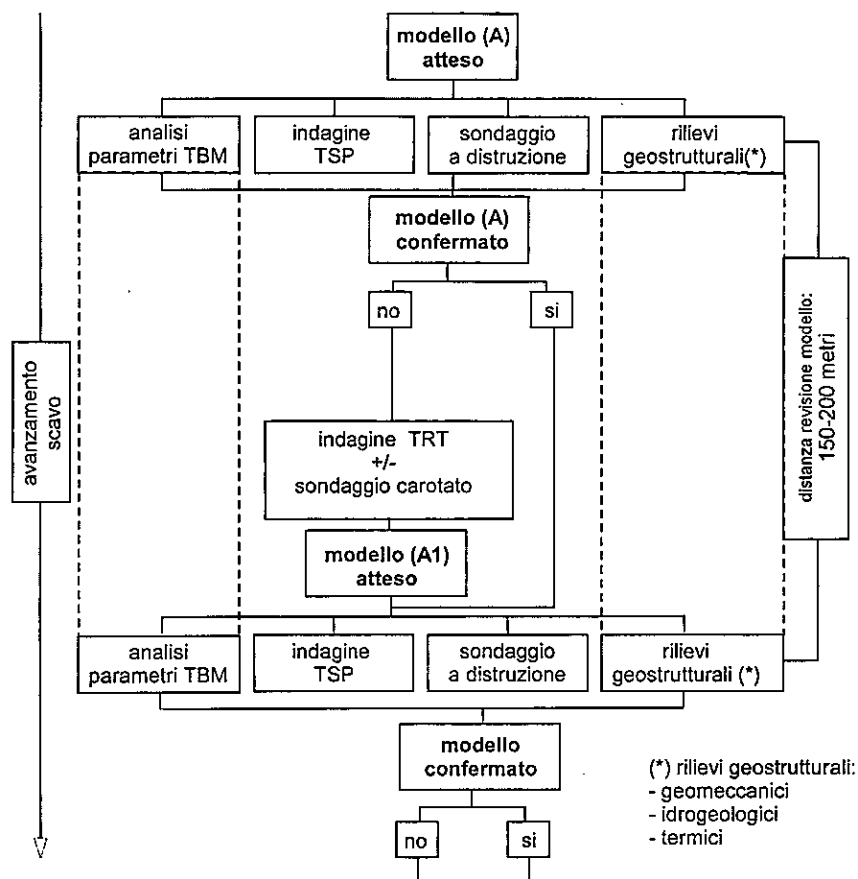 modello (A)
atteso
analisi
parametri TBM
indagine
TSP
sondaggio
a distruzione
rilievi
geostrutturali(*)
modello (A)
confermato
no
si
avanzamento
scavo
distanza revisione modello:
150-200 metri
indagine TRT
+/-
sondaggio carotato
modello (A1)
atteso
analisi
parametri TBM
indagine
TSP
sondaggio
a distruzione
rilievi
geostrutturali (*)
modello
confermato
no
si
(*) rilievi geostrutturali:
- geomeccanici
- idrogeologici
- termici